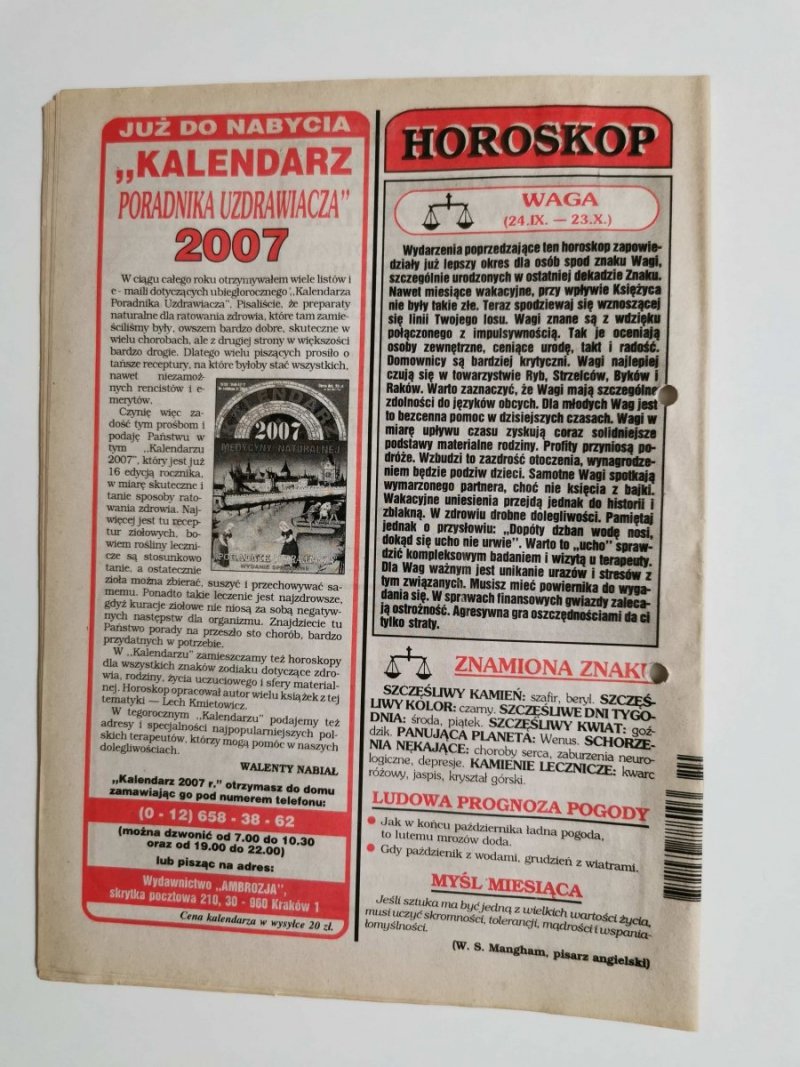 JUŻ DO NABYCIA
„KALENDARZ
PORADNIKA UZDRAWIACZA"
2007
W ciągu całego roku otrzymywałem wiele listów i
e - maili dotyczących ubiegłorocznego „Kalendarza
Poradnika Uzdrawiacza". Pisaliście, że preparaty
naturalne dla ratowania zdrowia, które tam zamie-
ściliśmy były, owszem bardzo dobre, skuteczne w
wielu chorobach, ale z drugiej strony w większości
bardzo drogie. Dlatego wielu piszących prosiło o
tańsze receptury, na które byłoby stać wszystkich,
nawet niezamoż-
nych rencistów i e-
merytów.
Czynię więc za-
dość tym prośbom i
podaję Państwu w
tym „Kalendarzu
2007", który jest już
16 edycją rocznika,
w miarę skuteczne i
tanie sposoby rato-
wania zdrowia. Naj-
więcej jest tu recep-
tur ziołowych, bo-
wiem rośliny leczni-
cze są stosunkowo
tanie, a ostatecznie
zioła można zbierać, suszyć i przechowywać sa-
memu. Ponadto takie leczenie jest najzdrowsze,
gdyż kuracje ziołowe nie niosą za sobą negatyw-
nych następstw dla organizmu. Znajdziecie tu
Państwo porady na przeszło sto chorób, bardzo
przydatnych w potrzebie.
W „Kalendarzu" zamieszczamy też horoskopy
dla wszystkich znaków zodiaku dotyczące zdro-
wia, rodziny, życia uczuciowego i sfery material-
nej. Horoskop opracował autor wielu książek z tej
tematyki — Lech Kmietowicz.
W tegorocznym „Kalendarzu" podajemy też
adresy i specjalności najpopularniejszych pol-
skich terapeutów, którzy mogą pomóc w naszych
dolegliwościach.
WALENTY NABIAŁ
KALENDARZ
2007
MEDYCYNY NATURALNEJ
PORADNIK UZDRAWIACZA
WYDANIE SPECJALNE
„Kalendarz 2007 r." otrzymasz do domu
zamawiając go pod numerem telefonu:
(0 - 12) 658 - 38 - 62
(można dzwonić od 7.00 do 10.30
oraz od 19.00 do 22.00)
lub pisząc na adres:
Wydawnictwo „AMBROZJA",
skrytka pocztowa 210, 30 - 960 Kraków 1
Cena kalendarza w wysyłce 20 zł.
HOROSKOP
WAGA
(24.IX. — 23.X.)
Wydarzenia poprzedzające ten horoskop zapowie-
działy już lepszy okres dla osób spod znaku Wagi,
szczególnie urodzonych w ostatniej dekadzie Znaku.
Nawet miesiące wakacyjne, przy wpływie Księżyca
nie były takie złe. Teraz spodziewaj się wznoszącej
się linii Twojego losu. Wagi znane są z wdzięku
połączonego z impulsywnością. Tak je oceniają
osoby zewnętrzne, ceniące urodę, takt i radość.
Domownicy są bardziej krytyczni. Wagi najlepiej
czują się w towarzystwie Ryb, Strzelców, Byków i
Raków. Warto zaznaczyć, że Wagi mają szczególne
zdolności do języków obcych. Dla młodych Wag jest
to bezcenna pomoc w dzisiejszych czasach. Wagi w
miarę upływu czasu zyskują coraz solidniejsze
podstawy materialne rodziny. Profity przyniosą po-
dróże. Wzbudzi to zazdrość otoczenia, wynagrodze-
niem będzie podziw dzieci. Samotne Wagi spotkają
wymarzonego partnera, choć nie księcia z bajki.
Wakacyjne uniesienia przejdą jednak do historii i
zblakną. W zdrowiu drobne dolegliwości. Pamiętaj
jednak o przysłowiu: „Dopóty dzban wodę nosi,
dokąd się ucho nie urwie". Warto to „ucho" spraw-
dzić kompleksowym badaniem i wizytą u terapeuty.
Dla Wag ważnym jest unikanie urazów i stresów z
tym związanych. Musisz mieć powiernika do wyga-
dania się. W sprawach finansowych gwiazdy zaleca-
ją ostrożność. Agresywna gra oszczędnościami da ci
tylko straty.
ZNAMIONA ZNAKU
SZCZĘŚLIWY KAMIEŃ: szafir, beryl. SZCZĘŚ-
LIWY KOLOR: czarny. SZCZĘŚLIWE DNI TYGO-
DNIA: środa, piątek. SZCZĘŚLIWY KWIAT: goź-
dzik. PANUJĄCA PLANETA: Wenus. SCHORZE-
NIA NĘKAJĄCE: choroby serca, zaburzenia neuro-
logiczne, depresje. KAMIENIE LECZNICZE: kwarc
różowy, jaspis, kryształ górski.
LUDOWA PROGNOZA POGODY
• Jak w końcu października ładna pogoda,
to lutemu mrozów doda.
• Gdy październik z wodami, grudzień z wiatrami.
MYŚL MIESIĄCA
Jeśli sztuka ma być jedną z wielkich wartości życia,
musi uczyć skromności, tolerancji, mądrości i wspania-
łomyślności.
(W. S. Mangham, pisarz angielski)